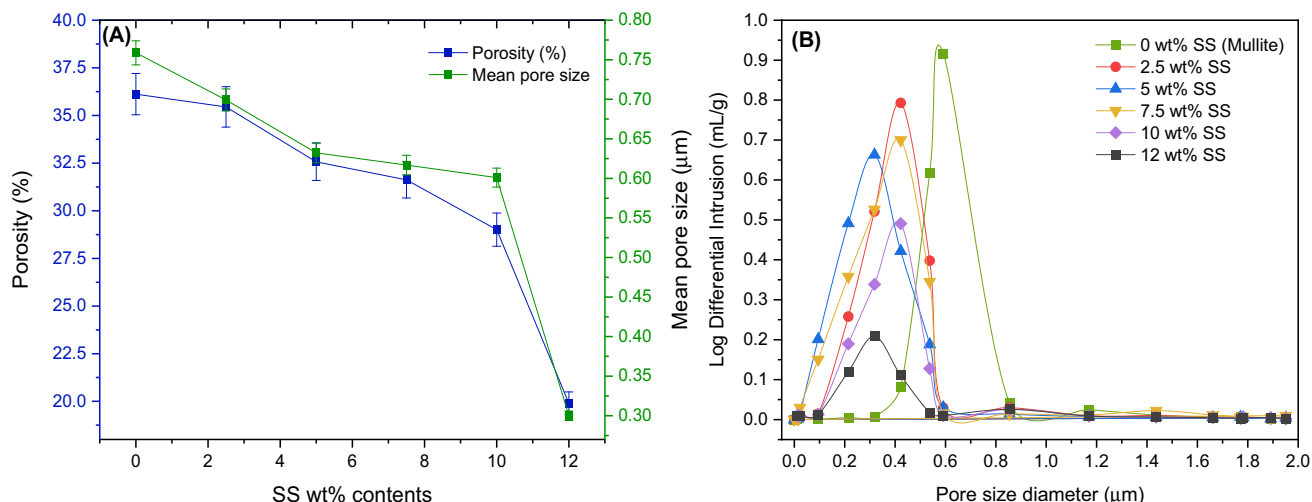 (A)
Porosity (%)
Mean pore size
40.0
37.5
35.0
32.5
30.0
27.5
25.0
22.5
20.0
Porosity (%)
0.80
0.75
0.70
0.65
0.60
0.55
0.50
0.45
0.40
0.35
0.30
Mean pore size (μm)
0 2 4 6 8 10 12
SS wt% contents
(B)
0 wt% SS (Mullite)
2.5 wt% SS
5 wt% SS
7.5 wt% SS
10 wt% SS
12 wt% SS
1.0
0.9
0.8
0.7
0.6
0.5
0.4
0.3
0.2
0.1
0.0
Log Differential Intrusion (mL/g)
0.0 0.2 0.4 0.6 0.8 1.0 1.2 1.4 1.6 1.8 2.0
Pore size diameter (μm)